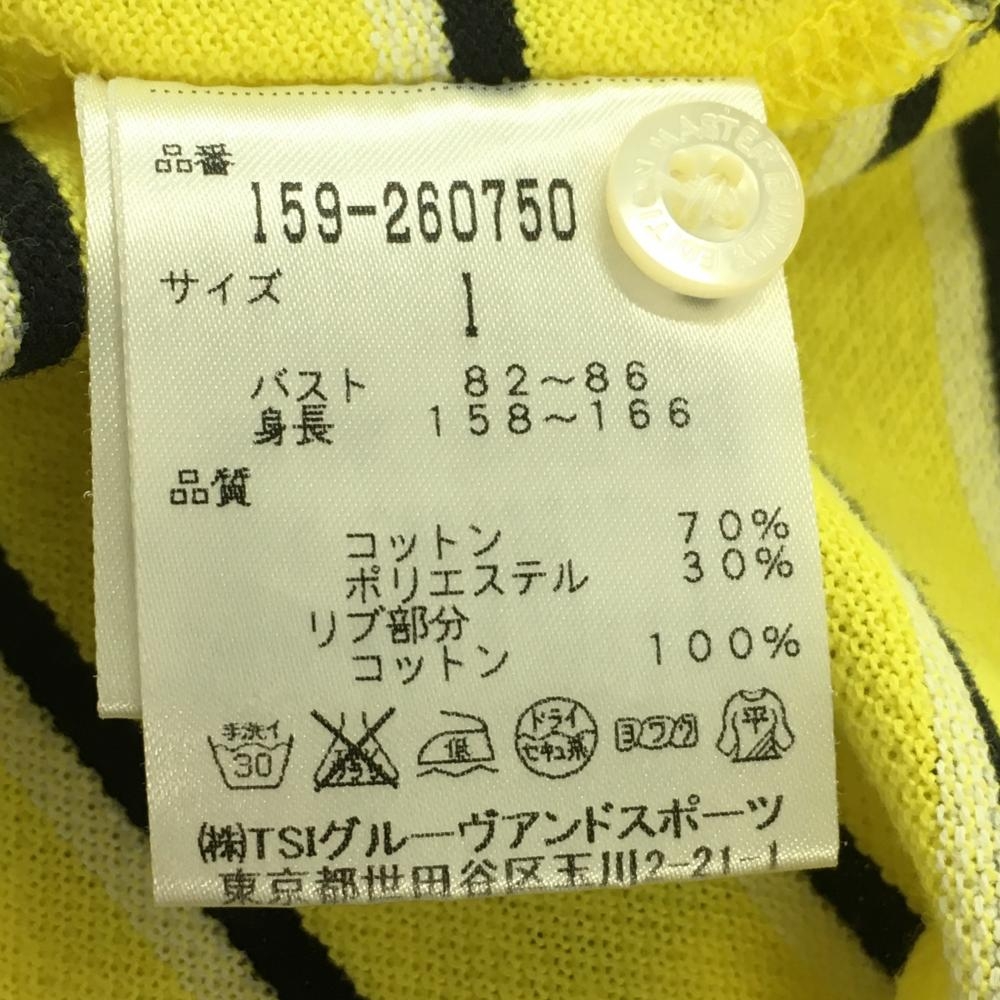 品番
159-260750
サイズ 1
バスト 82～86
身長 158～166
品質
コットン 70%
ポリエステル 30%
リブ部分
コットン 100%
手洗イ 30 低 ドライ セキユ系 ヨワク 平
㈱TSIグルーヴアンドスポーツ
東京都世田谷区玉川2-21-1
MASTER BUNNY EDITION